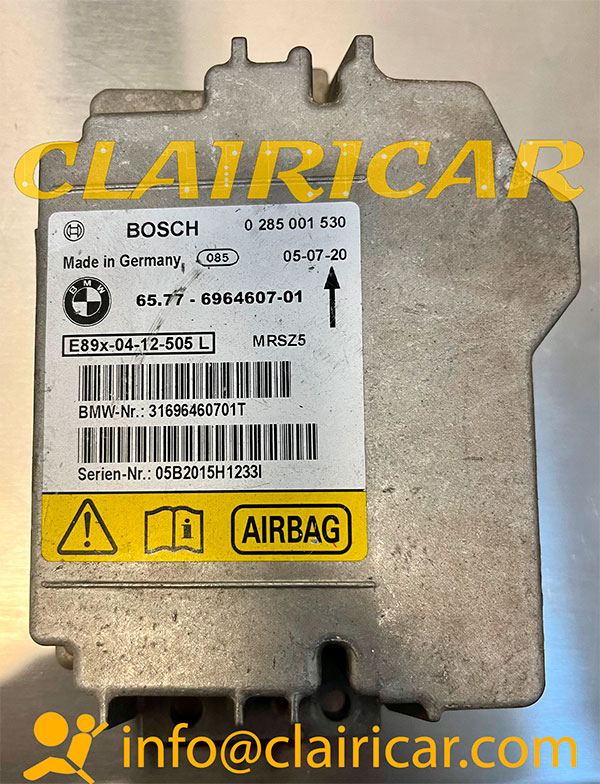 CLAIRICAR
BOSCH 0 285 001 530
Made in Germany 085 05-07-20
BMW
65.77 - 6964607-01
E89x-04-12-505 L MRSZ5
BMW-Nr.: 31696460701T
Serien-Nr.: 05B2015H1233I
AIRBAG
info@clairicar.com